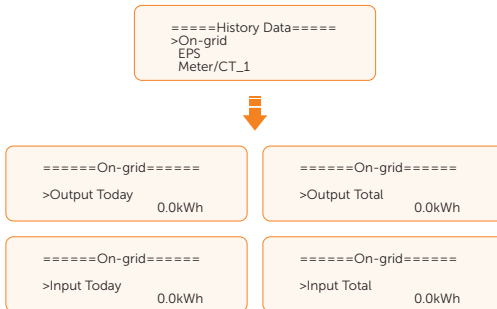 =====History Data=====
>On-grid
EPS
Meter/CT_1
======On-grid======
>Output Today
0.0kWh
======On-grid======
>Output Total
0.0kWh
======On-grid======
>Input Today
0.0kWh
======On-grid======
>Input Total
0.0kWh